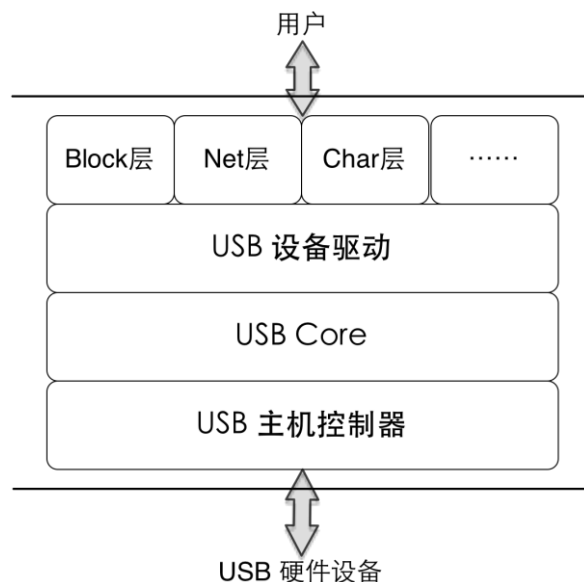 用户
Block层 Net层 Char层 ……
USB 设备驱动
USB Core
USB 主机控制器
USB 硬件设备